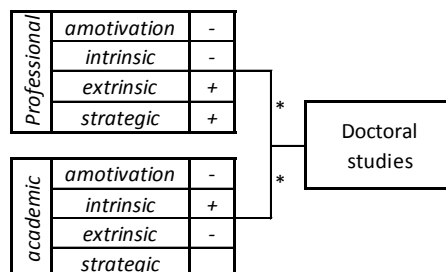 Professional
amotivation -
intrinsic -
extrinsic +
strategic +
*
Doctoral
studies
*
academic
amotivation -
intrinsic +
extrinsic -
strategic